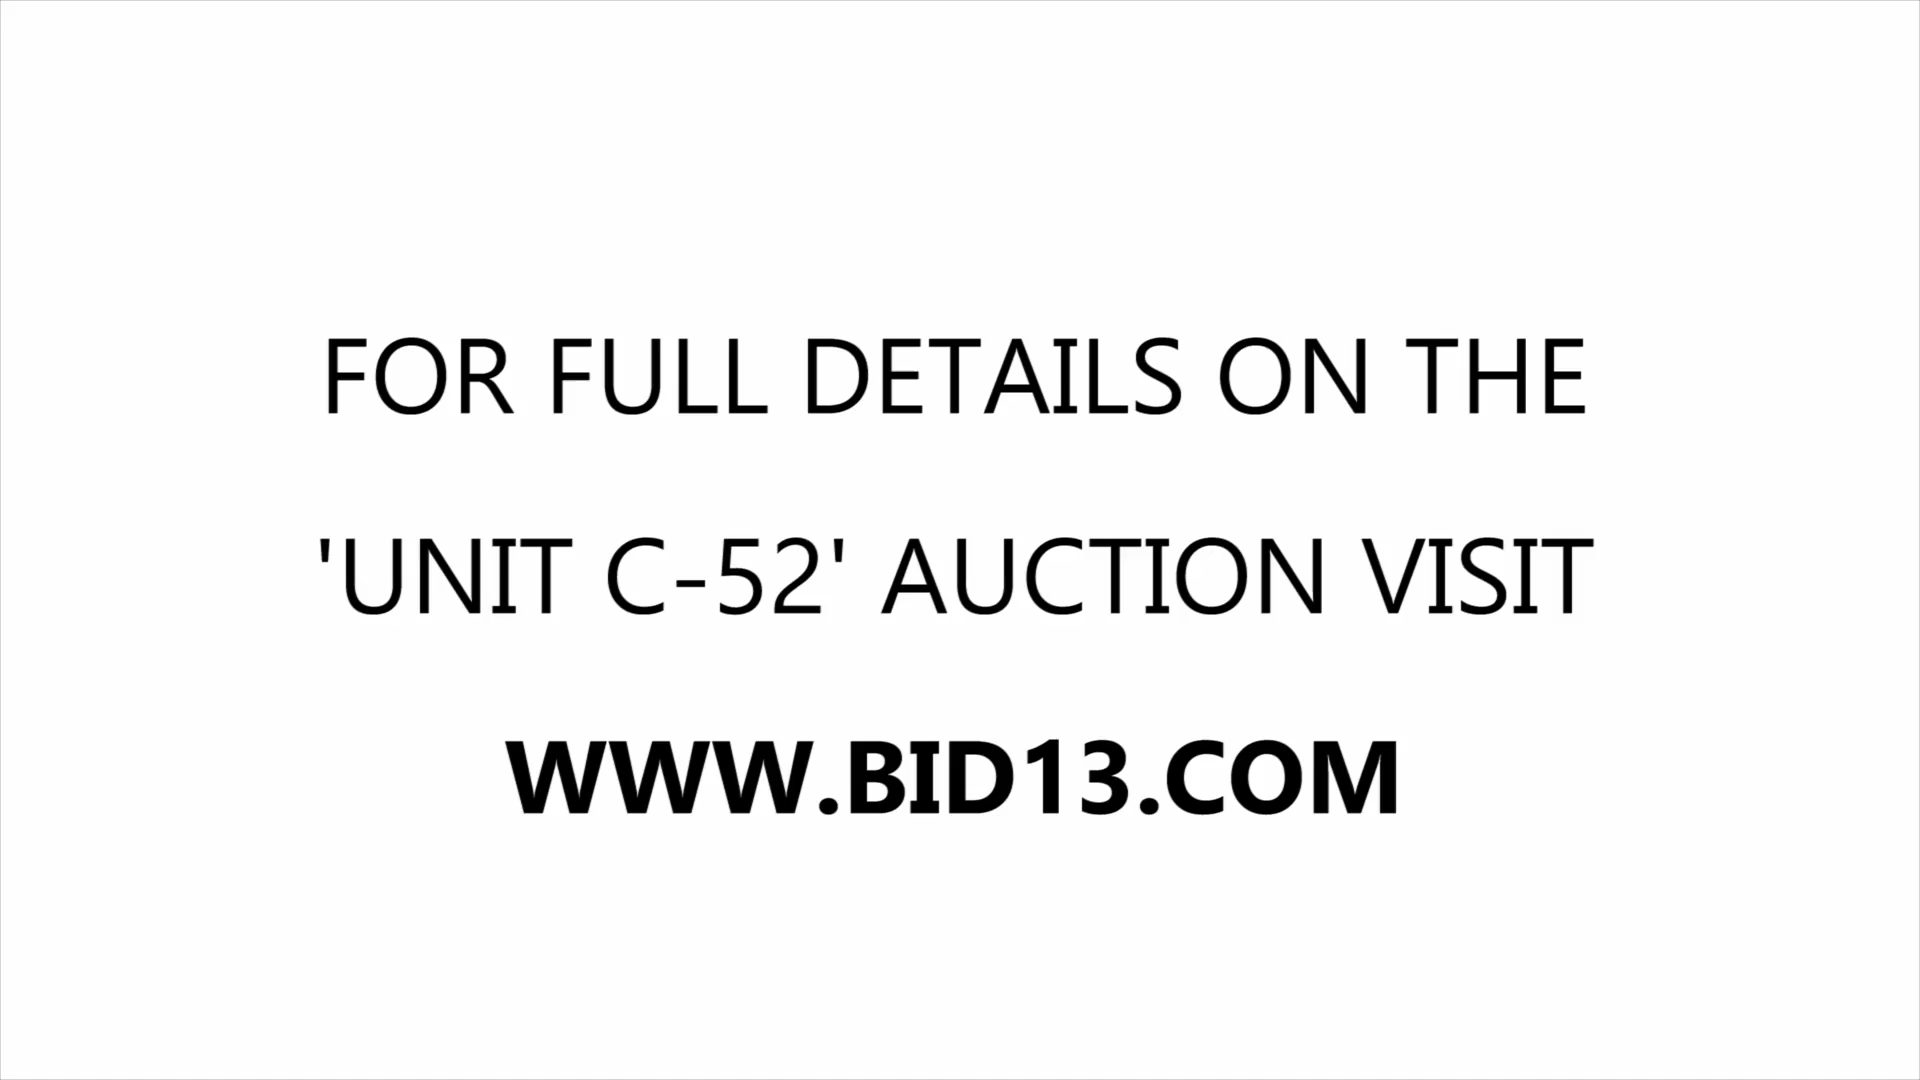 FOR FULL DETAILS ON THE
'UNIT C-52' AUCTION VISIT
WWW.BID13.COM